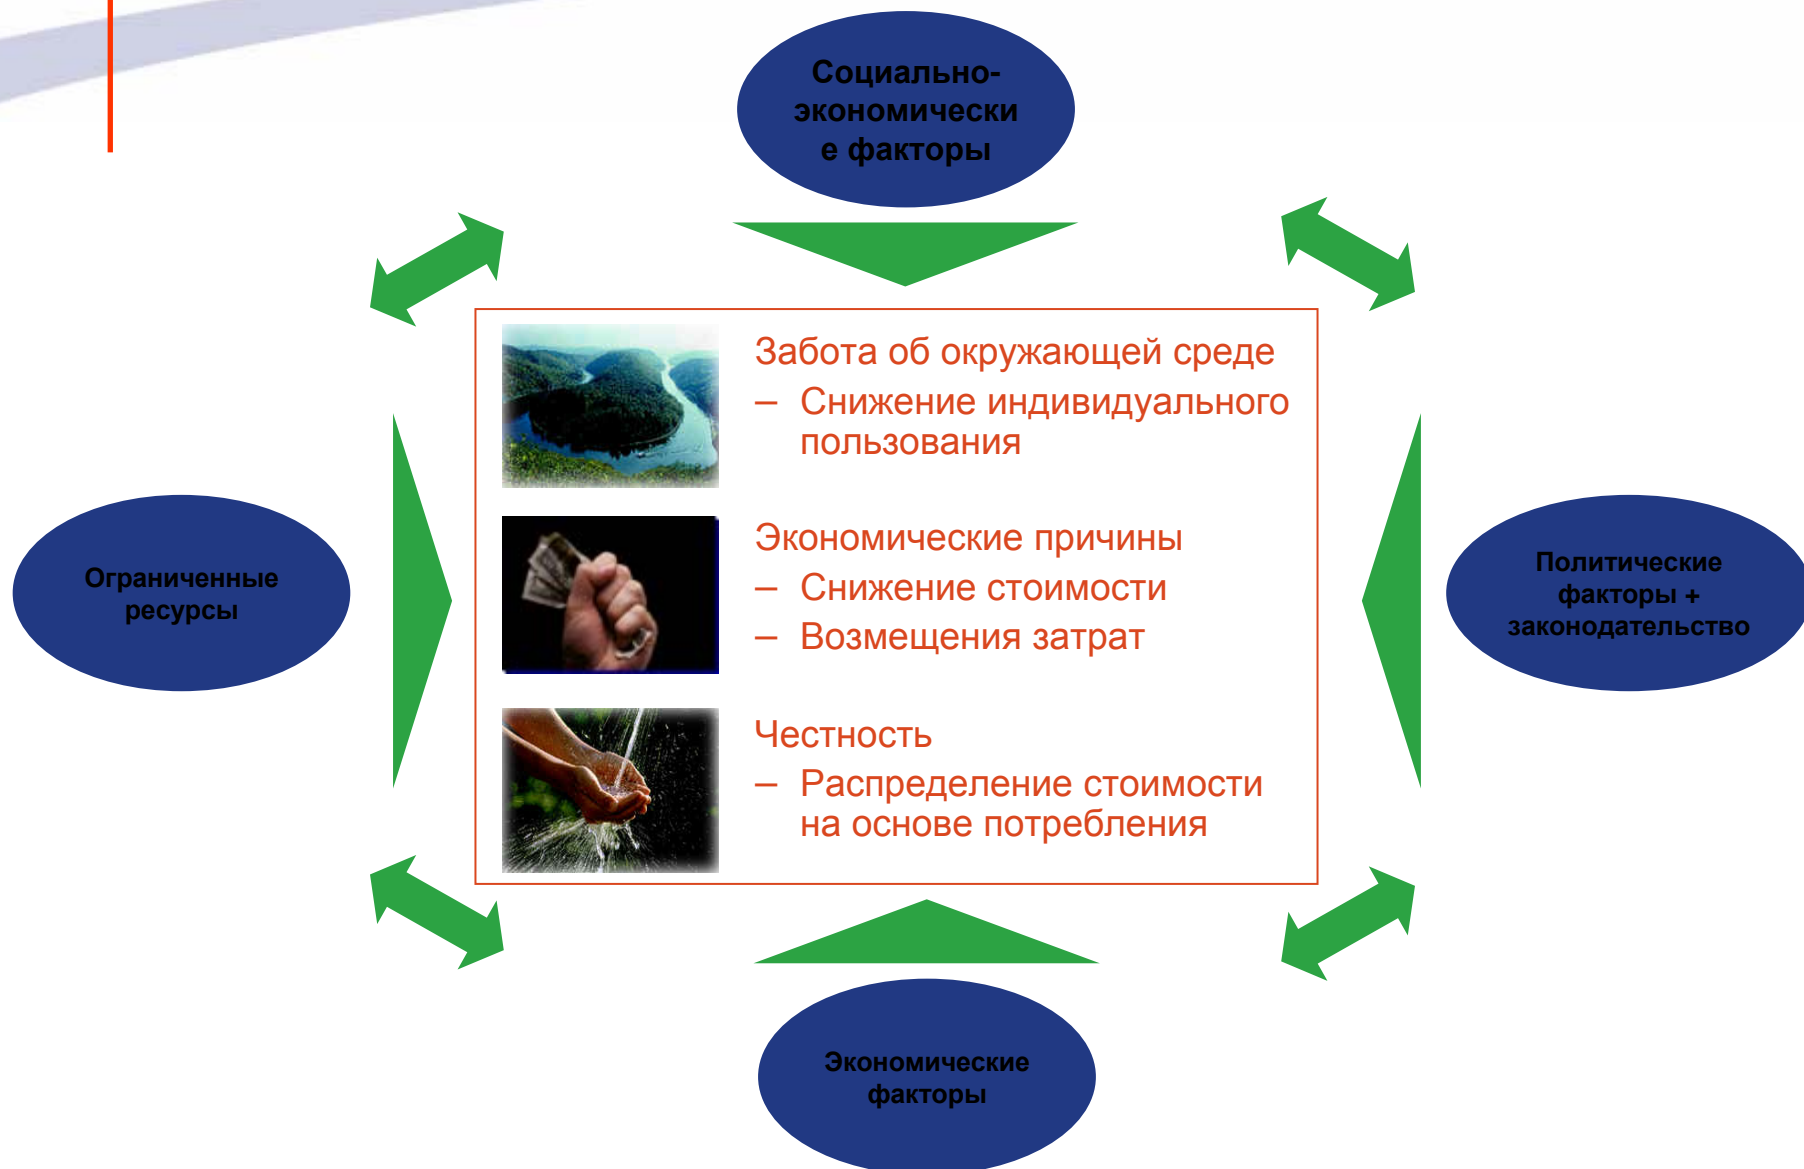 Социально-
экономически
е факторы
Забота об окружающей среде
– Снижение индивидуального
пользования
Экономические причины
– Снижение стоимости
– Возмещения затрат
Честность
– Распределение стоимости
на основе потребления
Ограниченные
ресурсы
Политические
факторы +
законодательство
Экономические
факторы